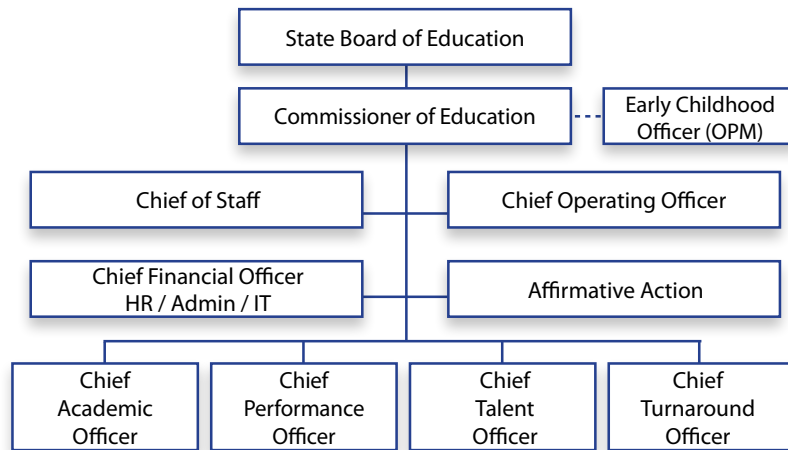 State Board of Education
Commissioner of Education
Early Childhood
Officer (OPM)
Chief of Staff
Chief Operating Officer
Chief Financial Officer
HR / Admin / IT
Affirmative Action
Chief
Academic
Officer
Chief
Performance
Officer
Chief
Talent
Officer
Chief
Turnaround
Officer